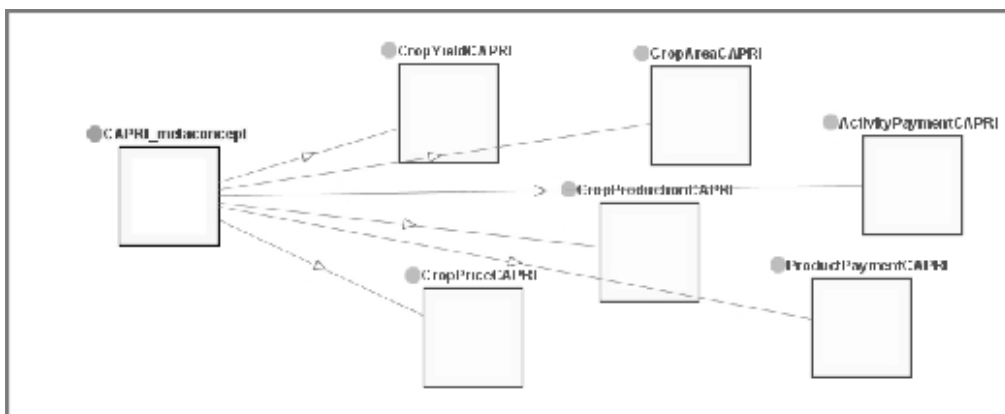 CropYieldCAPRI
CropAreaCAPRI
CAPRI_metaconcept
ActivityPaymentCAPRI
CropProductionCAPRI
CropPriceCAPRI
ProductPaymentCAPRI